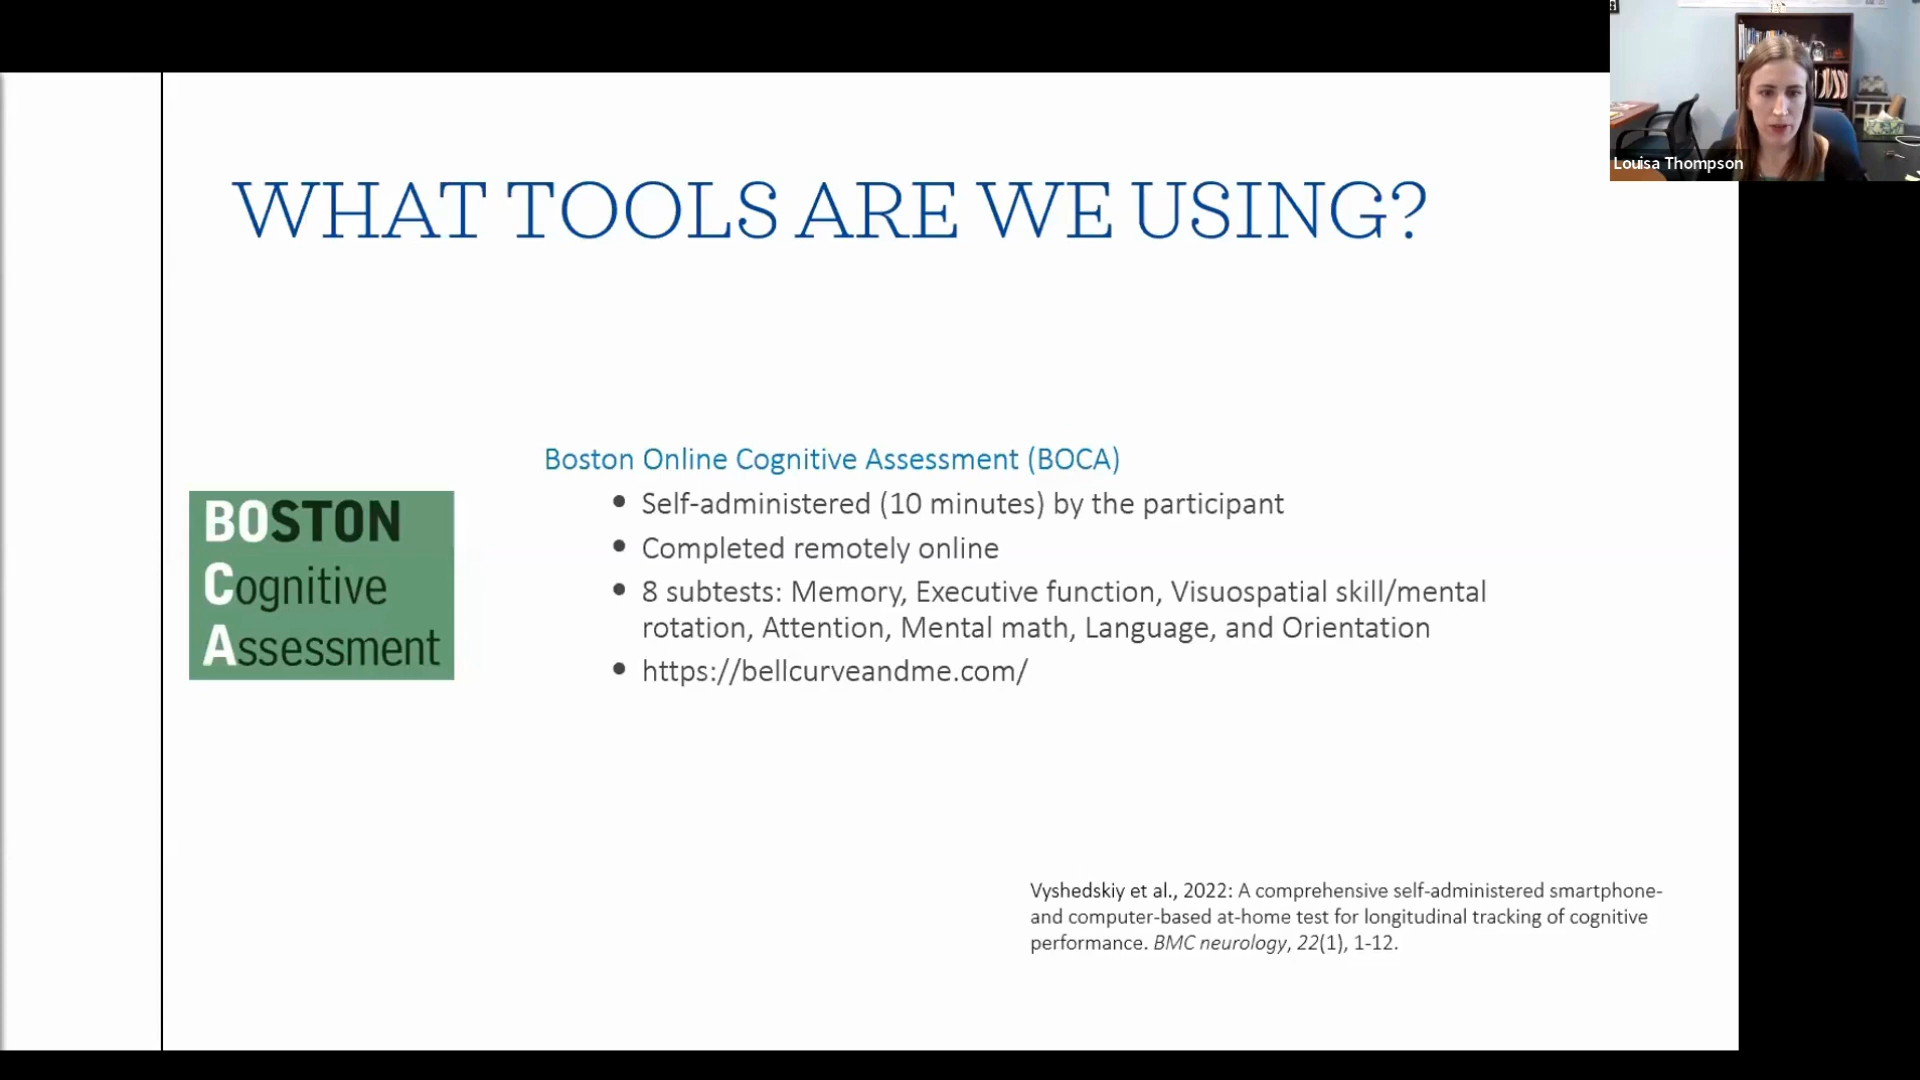 Louisa Thompson
WHAT TOOLS ARE WE USING?
Boston Online Cognitive Assessment (BOCA)
• Self-administered (10 minutes) by the participant
• Completed remotely online
• 8 subtests: Memory, Executive function, Visuospatial skill/mental
rotation, Attention, Mental math, Language, and Orientation
• https://bellcurveandme.com/
BOSTON
Cognitive
Assessment
Vyshedskiy et al., 2022: A comprehensive self-administered smartphone-
and computer-based at-home test for longitudinal tracking of cognitive
performance. BMC neurology, 22(1), 1-12.